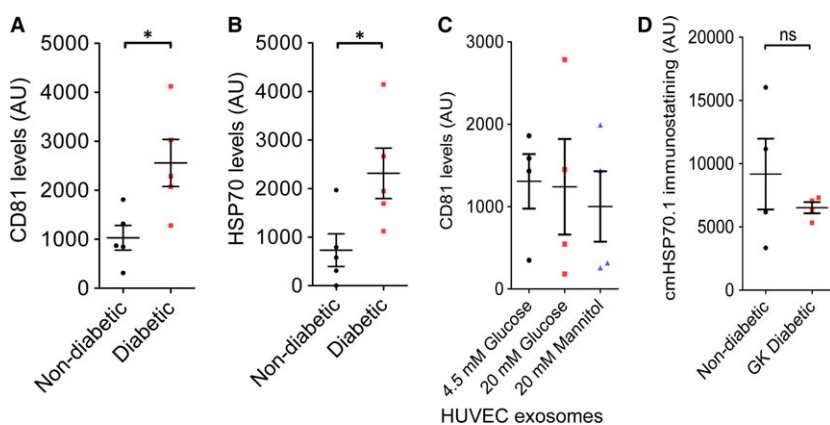 A
*
CD81 levels (AU)
5000
4000
3000
2000
1000
0
Non-diabetic
Diabetic
B
*
HSP70 levels (AU)
5000
4000
3000
2000
1000
0
Non-diabetic
Diabetic
C
CD81 levels (AU)
3000
2000
1000
0
4.5 mM Glucose
20 mM Glucose
20 mM Mannitol
HUVEC exosomes
D
ns
cmHSP70.1 immunostatining (AU)
20000
15000
10000
5000
0
Non-diabetic
GK Diabetic